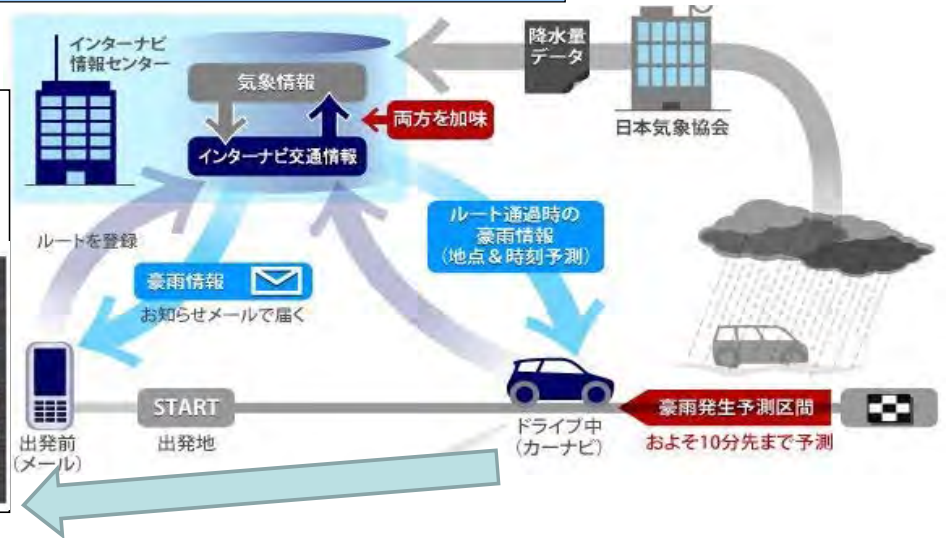 インターナビ
情報センター
気象情報
両方を加味
インターナビ交通情報
降水量
データ
日本気象協会
ルートを登録
豪雨情報
お知らせメールで届く
ルート通過時の
豪雨情報
(地点&時刻予測)
START
出発地
出発前
(メール)
ドライブ中
(カーナビ)
豪雨発生予測区間
およそ10分先まで予測